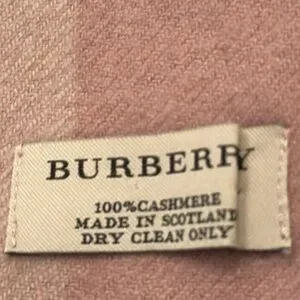 BURBERRY
100%CASHMERE
MADE IN SCOTLAND
DRY CLEAN ONLY